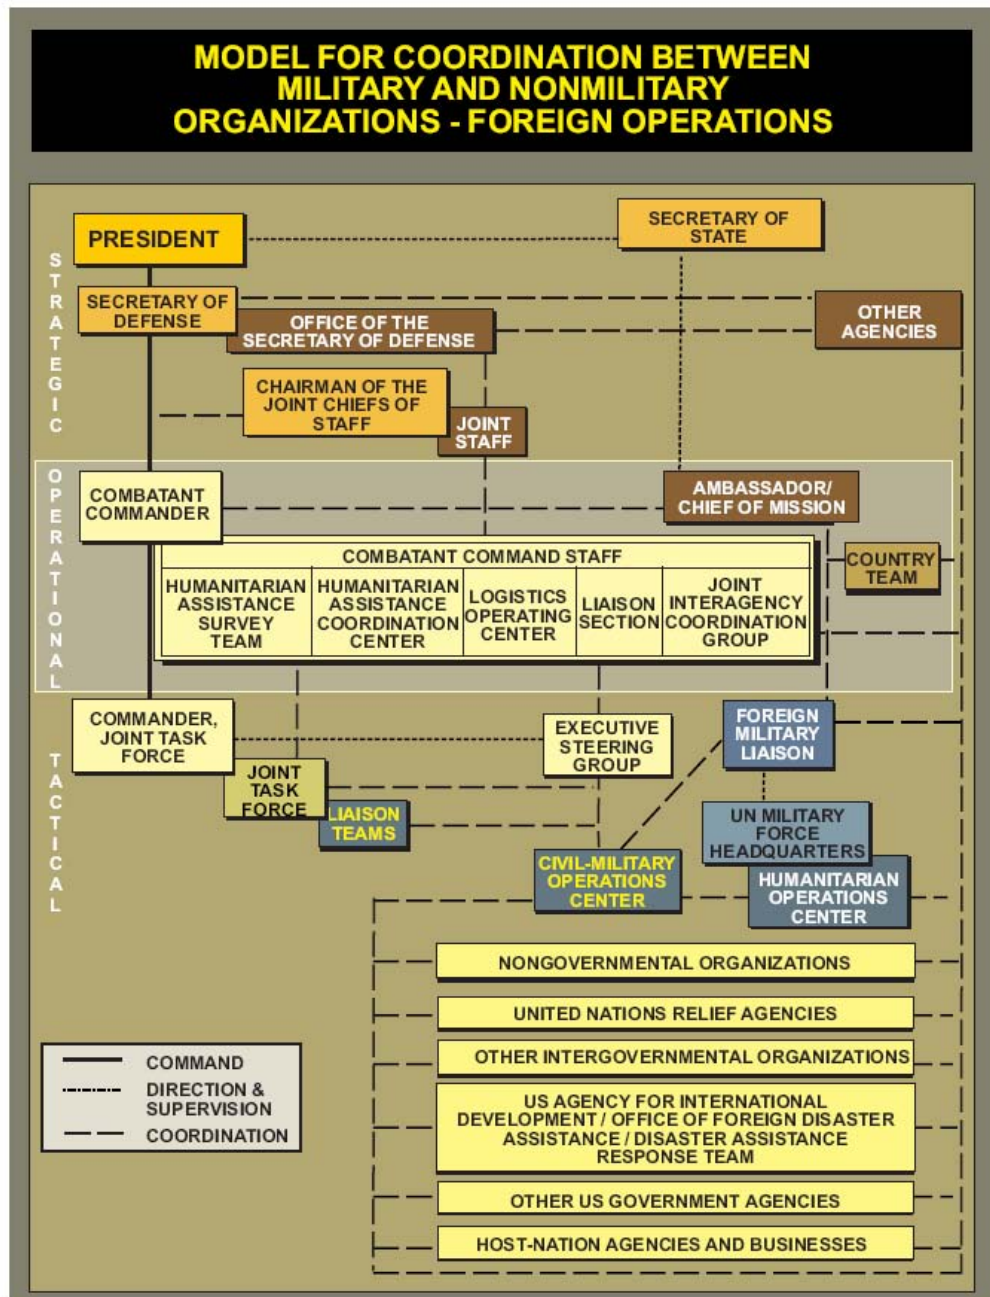 MODEL FOR COORDINATION BETWEEN
MILITARY AND NONMILITARY
ORGANIZATIONS - FOREIGN OPERATIONS
STRATEGIC
PRESIDENT
SECRETARY OF
STATE
SECRETARY OF
DEFENSE
OFFICE OF THE
SECRETARY OF DEFENSE
OTHER
AGENCIES
CHAIRMAN OF THE
JOINT CHIEFS OF
STAFF
JOINT
STAFF
OPERATIONAL
COMBATANT
COMMANDER
AMBASSADOR/
CHIEF OF MISSION
COUNTRY
TEAM
COMBATANT COMMAND STAFF
HUMANITARIAN
ASSISTANCE
SURVEY
TEAM
HUMANITARIAN
ASSISTANCE
COORDINATION
CENTER
LOGISTICS
OPERATING
CENTER
LIAISON
SECTION
JOINT
INTERAGENCY
COORDINATION
GROUP
TACTICAL
COMMANDER,
JOINT TASK
FORCE
EXECUTIVE
STEERING
GROUP
FOREIGN
MILITARY
LIAISON
JOINT
TASK
FORCE
LIAISON
TEAMS
UN MILITARY
FORCE
HEADQUARTERS
CIVIL-MILITARY
OPERATIONS
CENTER
HUMANITARIAN
OPERATIONS
CENTER
NONGOVERNMENTAL ORGANIZATIONS
UNITED NATIONS RELIEF AGENCIES
OTHER INTERGOVERNMENTAL ORGANIZATIONS
US AGENCY FOR INTERNATIONAL
DEVELOPMENT / OFFICE OF FOREIGN DISASTER
ASSISTANCE / DISASTER ASSISTANCE
RESPONSE TEAM
OTHER US GOVERNMENT AGENCIES
HOST-NATION AGENCIES AND BUSINESSES
COMMAND
DIRECTION &
SUPERVISION
COORDINATION